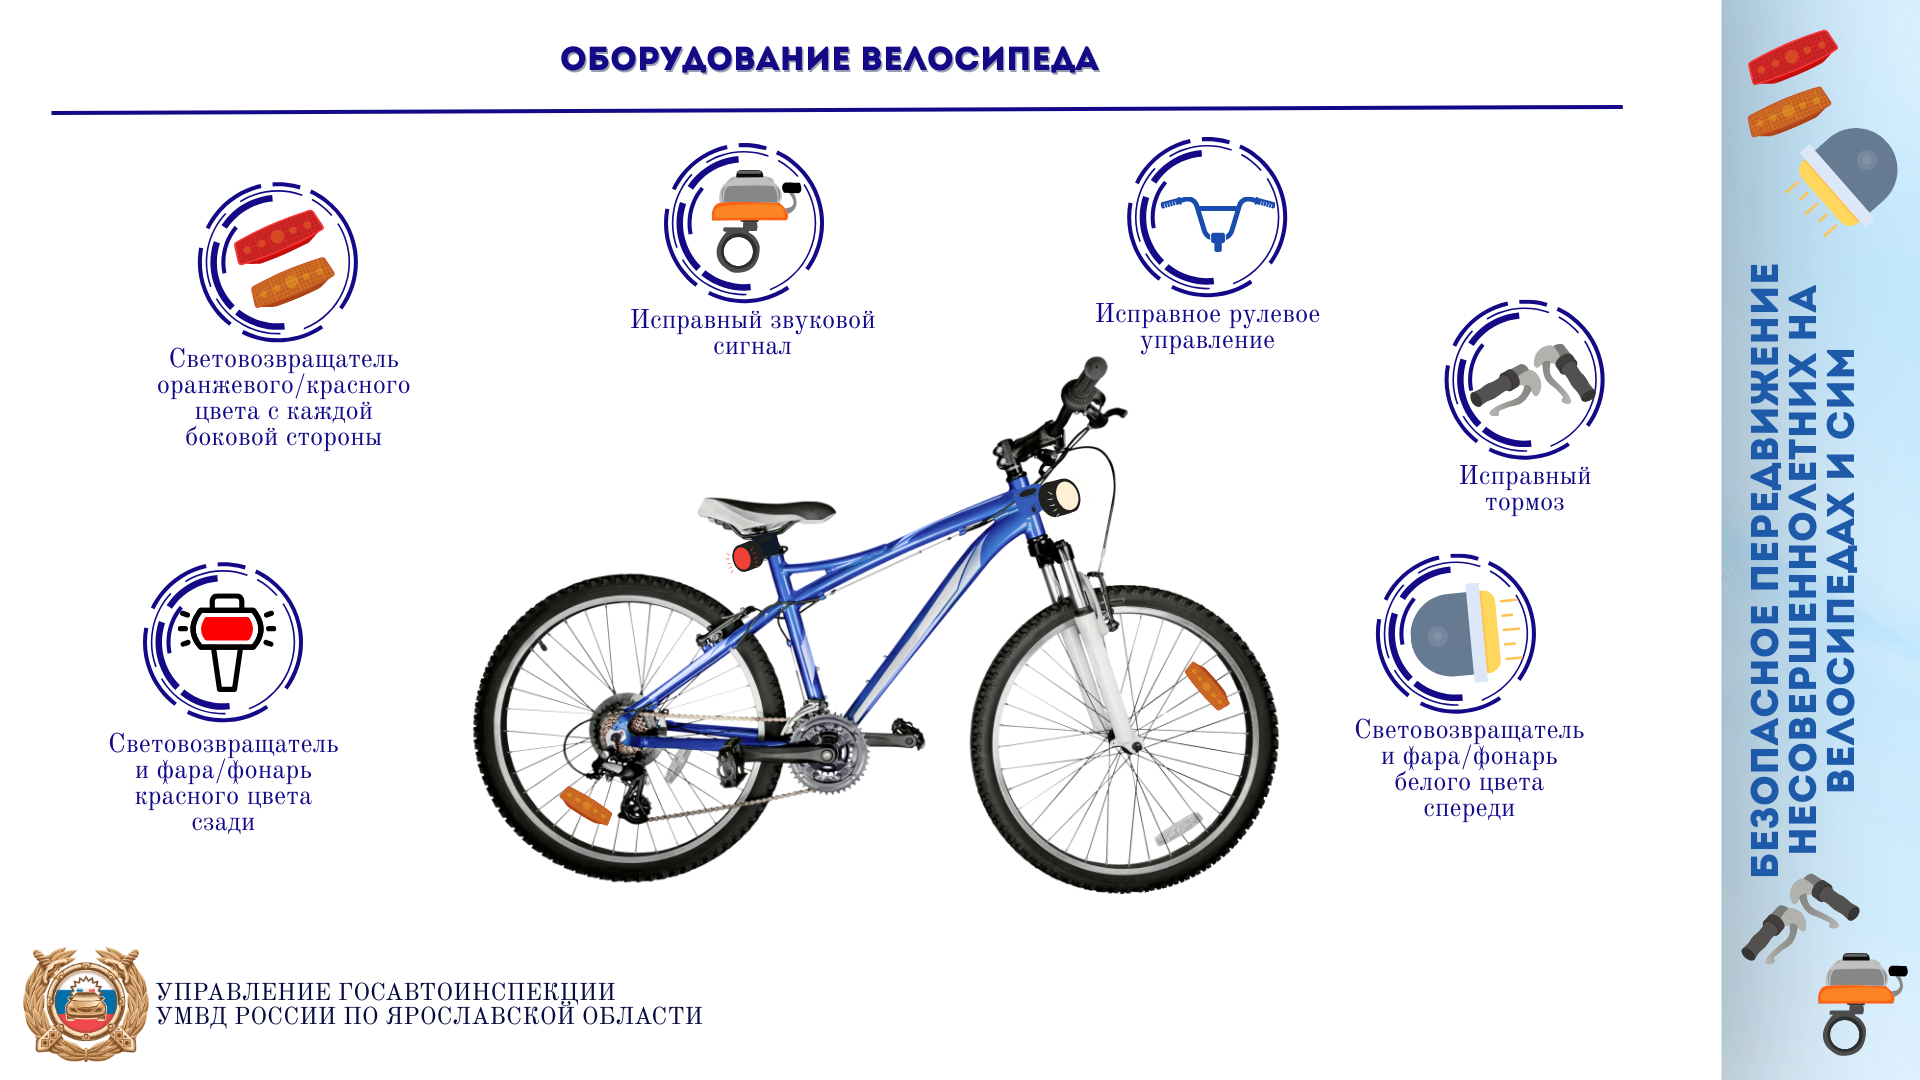 ОБОРУДОВАНИЕ ВЕЛОСИПЕДА
Исправный звуковой
сигнал
Исправное рулевое
управление
Световозвращатель
оранжевого/красного
цвета с каждой
боковой стороны
Исправный
тормоз
Световозвращатель
и фара/фонарь
красного цвета
сзади
Световозвращатель
и фара/фонарь
белого цвета
спереди
УПРАВЛЕНИЕ ГОСАВТОИНСПЕКЦИИ
УМВД РОССИИ ПО ЯРОСЛАВСКОЙ ОБЛАСТИ
БЕЗОПАСНОЕ ПЕРЕДВИЖЕНИЕ
НЕСОВЕРШЕННОЛЕТНИХ НА
ВЕЛОСИПЕДАХ И СИМ